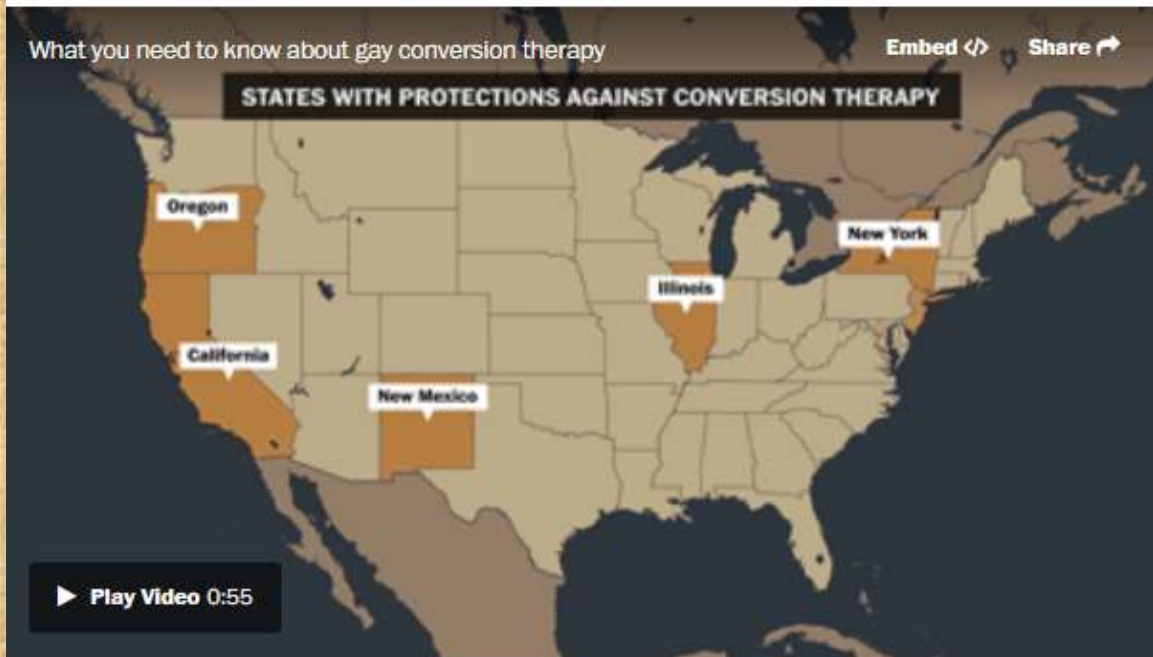 What you need to know about gay conversion therapy
Embed </> Share
STATES WITH PROTECTIONS AGAINST CONVERSION THERAPY
Oregon
New York
Illinois
California
New Mexico
Play Video 0:55